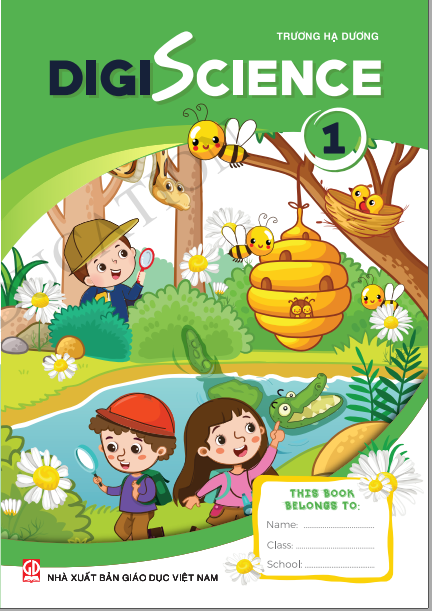 TRƯƠNG HẠ DƯƠNG
DIGISCIENCE
1
THIS BOOK
BELONGS TO:
Name: ........................
Class: ........................
School: ........................
NHÀ XUẤT BẢN GIÁO DỤC VIỆT NAM